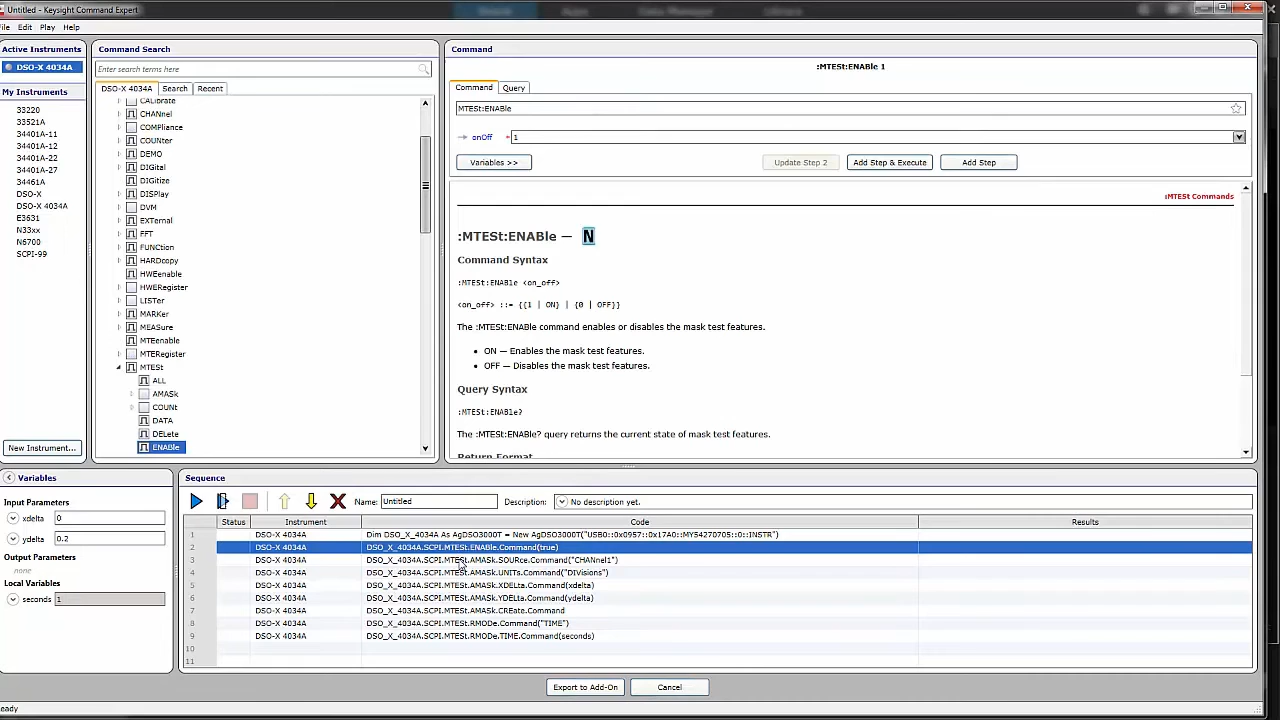 Untitled - Keysight Command Expert
File Edit Play Help
Active Instruments
DSO-X 4034A
My Instruments
33220
33521A
34401A-11
34401A-12
34401A-22
34401A-27
34461A
DSO-X
DSO-X 4034A
E3631
N33xx
N6700
SCPI-99
New Instrument...
Command Search
Enter search terms here
DSO-X 4034A Search Recent
CALibrate
CHANnel
COMPliance
COUNter
DEMO
DIGital
DIGitize
DISPlay
DVM
EXTernal
FFT
FUNCtion
HARDcopy
HWEenable
HWERegister
LISTer
MARKer
MEASure
MTEenable
MTERegister
MTESt
ALL
AMASk
COUNt
DATA
DELete
ENABle
Command
:MTESt:ENABle 1
Command Query
MTESt:ENABle
onOff * 1
Variables >> Update Step 2 Add Step & Execute Add Step
:MTESt Commands
:MTESt:ENABle — N
Command Syntax
:MTESt:ENABle <on_off>
<on_off> ::= {{1 | ON} | {0 | OFF}}
The :MTESt:ENABle command enables or disables the mask test features.
• ON — Enables the mask test features.
• OFF — Disables the mask test features.
Query Syntax
:MTESt:ENABle?
The :MTESt:ENABle? query returns the current state of mask test features.
Return Format
Variables
Input Parameters
xdelta 0
ydelta 0.2
Output Parameters
none
Local Variables
seconds 1
Sequence
Name: Untitled Description: No description yet.
Status Instrument Code Results
1 DSO-X 4034A Dim DSO_X_4034A As AgDSO3000T = New AgDSO3000T("USB0::0x0957::0x17A0::MY54270705::0::INSTR")
2 DSO-X 4034A DSO_X_4034A.SCPI.MTESt.ENABle.Command(true)
3 DSO-X 4034A DSO_X_4034A.SCPI.MTESt.AMASk.SOURce.Command("CHANnel1")
4 DSO-X 4034A DSO_X_4034A.SCPI.MTESt.AMASk.UNITs.Command("DIVisions")
5 DSO-X 4034A DSO_X_4034A.SCPI.MTESt.AMASk.XDELta.Command(xdelta)
6 DSO-X 4034A DSO_X_4034A.SCPI.MTESt.AMASk.YDELta.Command(ydelta)
7 DSO-X 4034A DSO_X_4034A.SCPI.MTESt.AMASk.CREate.Command
8 DSO-X 4034A DSO_X_4034A.SCPI.MTESt.RMODe.Command("TIME")
9 DSO-X 4034A DSO_X_4034A.SCPI.MTESt.RMODe.TIME.Command(seconds)
10
11
Export to Add-On Cancel
eady